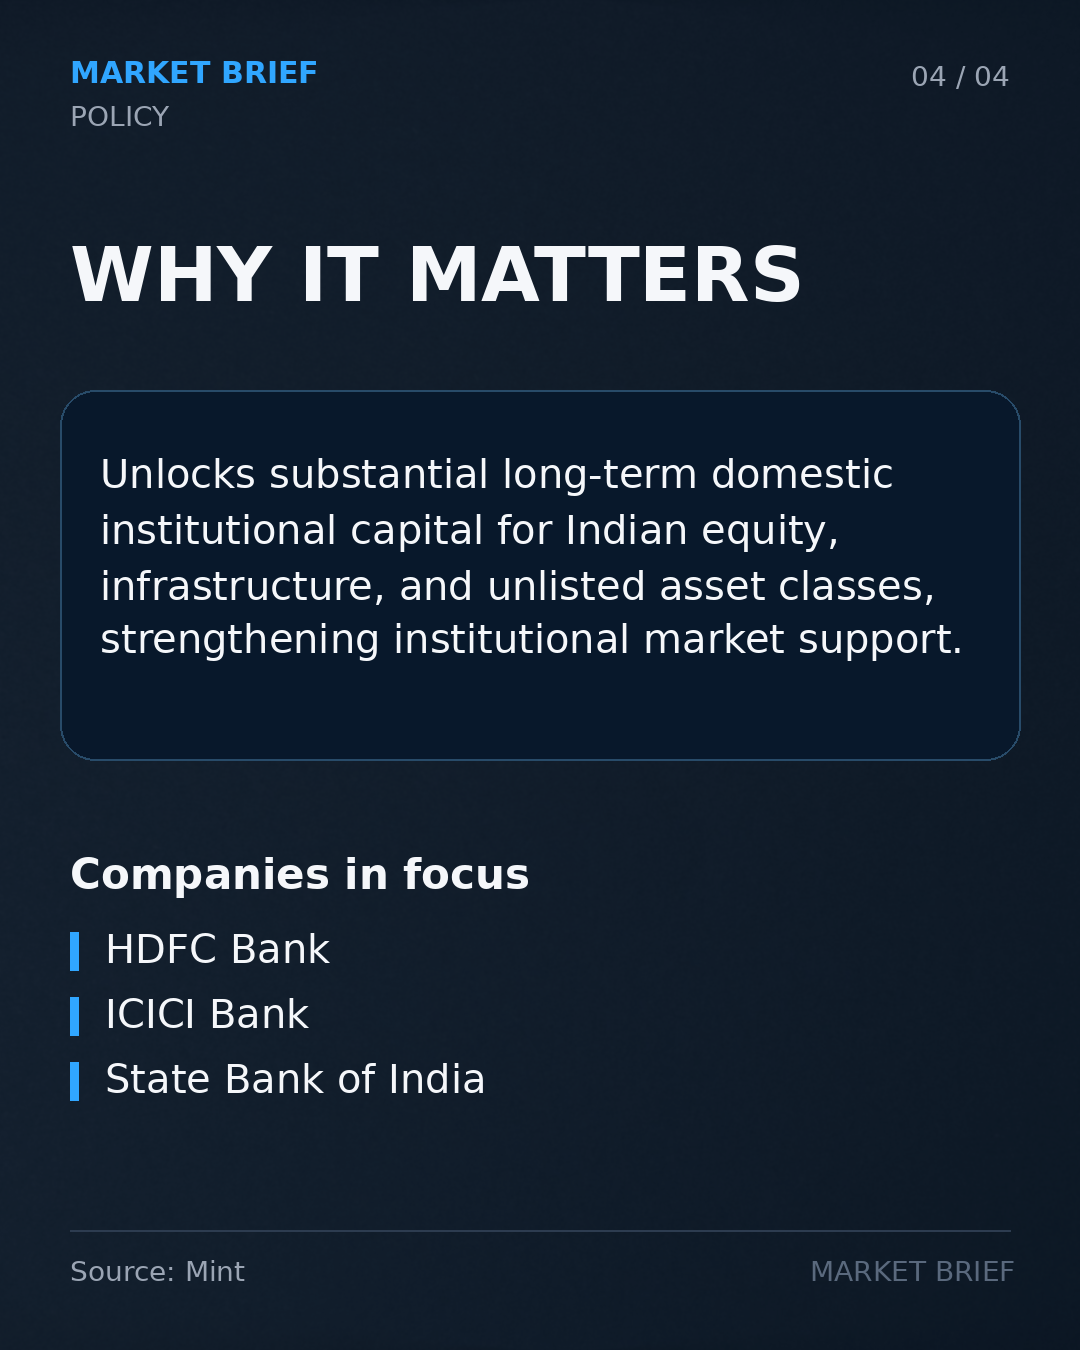 MARKET BRIEF
04 / 04
POLICY
WHY IT MATTERS
Unlocks substantial long-term domestic
institutional capital for Indian equity,
infrastructure, and unlisted asset classes,
strengthening institutional market support.
Companies in focus
HDFC Bank
ICICI Bank
State Bank of India
Source: Mint
MARKET BRIEF